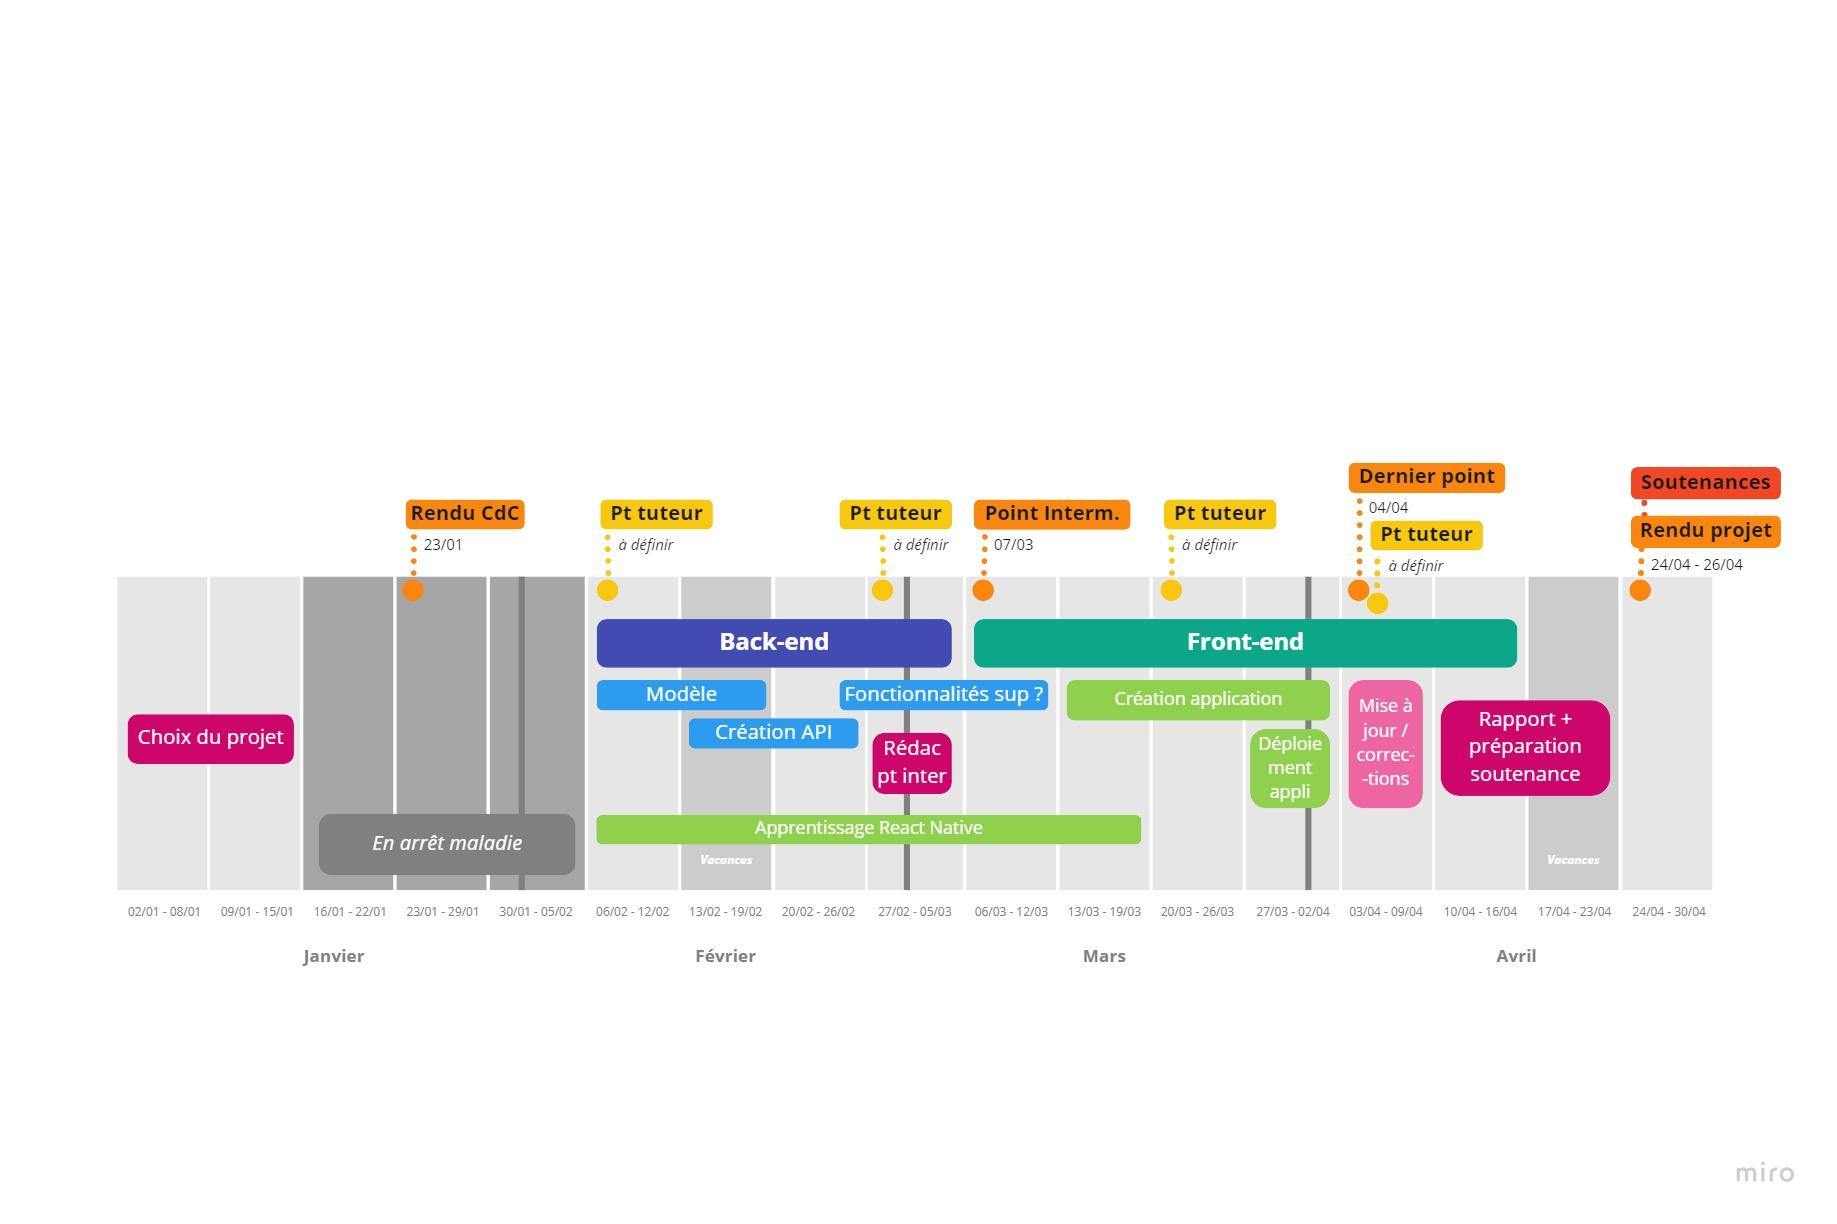 Dernier point
04/04
Soutenances
Rendu CdC
23/01
Pt tuteur
à définir
Pt tuteur
à définir
Point Interm.
07/03
Pt tuteur
à définir
Pt tuteur
à définir
Rendu projet
24/04 - 26/04
Back-end
Front-end
Modèle
Fonctionnalités sup ?
Création application
Choix du projet
Création API
Rédac
pt inter
Déploie
ment
appli
Mise à
jour /
correc-
-tions
Rapport +
préparation
soutenance
En arrêt maladie
Apprentissage React Native
Vacances
Vacances
02/01 - 08/01
09/01 - 15/01
16/01 - 22/01
23/01 - 29/01
30/01 - 05/02
06/02 - 12/02
13/02 - 19/02
20/02 - 26/02
27/02 - 05/03
06/03 - 12/03
13/03 - 19/03
20/03 - 26/03
27/03 - 02/04
03/04 - 09/04
10/04 - 16/04
17/04 - 23/04
24/04 - 30/04
Janvier
Février
Mars
Avril
miro